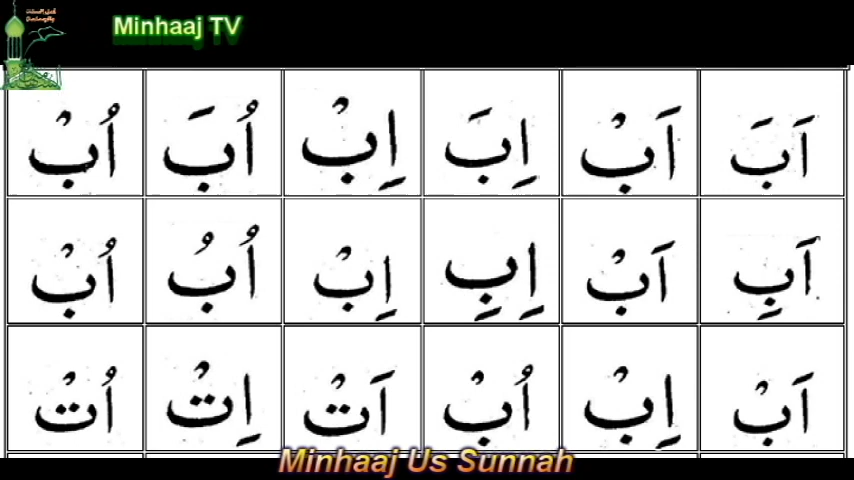 Minhaaj TV
اَبَ اَبْ اِبَ اِبْ اُبَ اُبْ
اَبِ اَبْ اِبِ اِبْ اُبُ اُبْ
اَبْ اِبْ اُبْ اَتْ اِتْ اُتْ
Minhaaj Us Sunnah